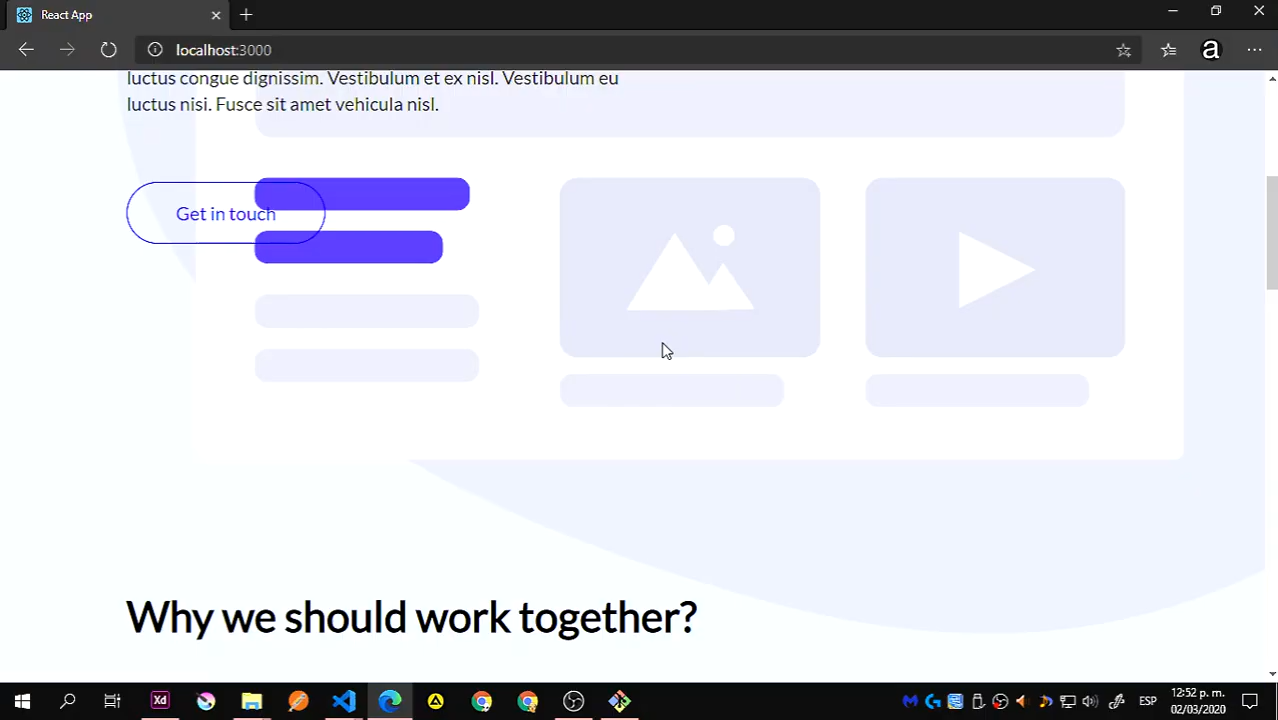 React App
localhost:3000
a
luctus congue dignissim. Vestibulum et ex nisl. Vestibulum eu
luctus nisi. Fusce sit amet vehicula nisl.
Get in touch
Why we should work together?
Xd
ESP
12:52 p. m.
02/03/2020